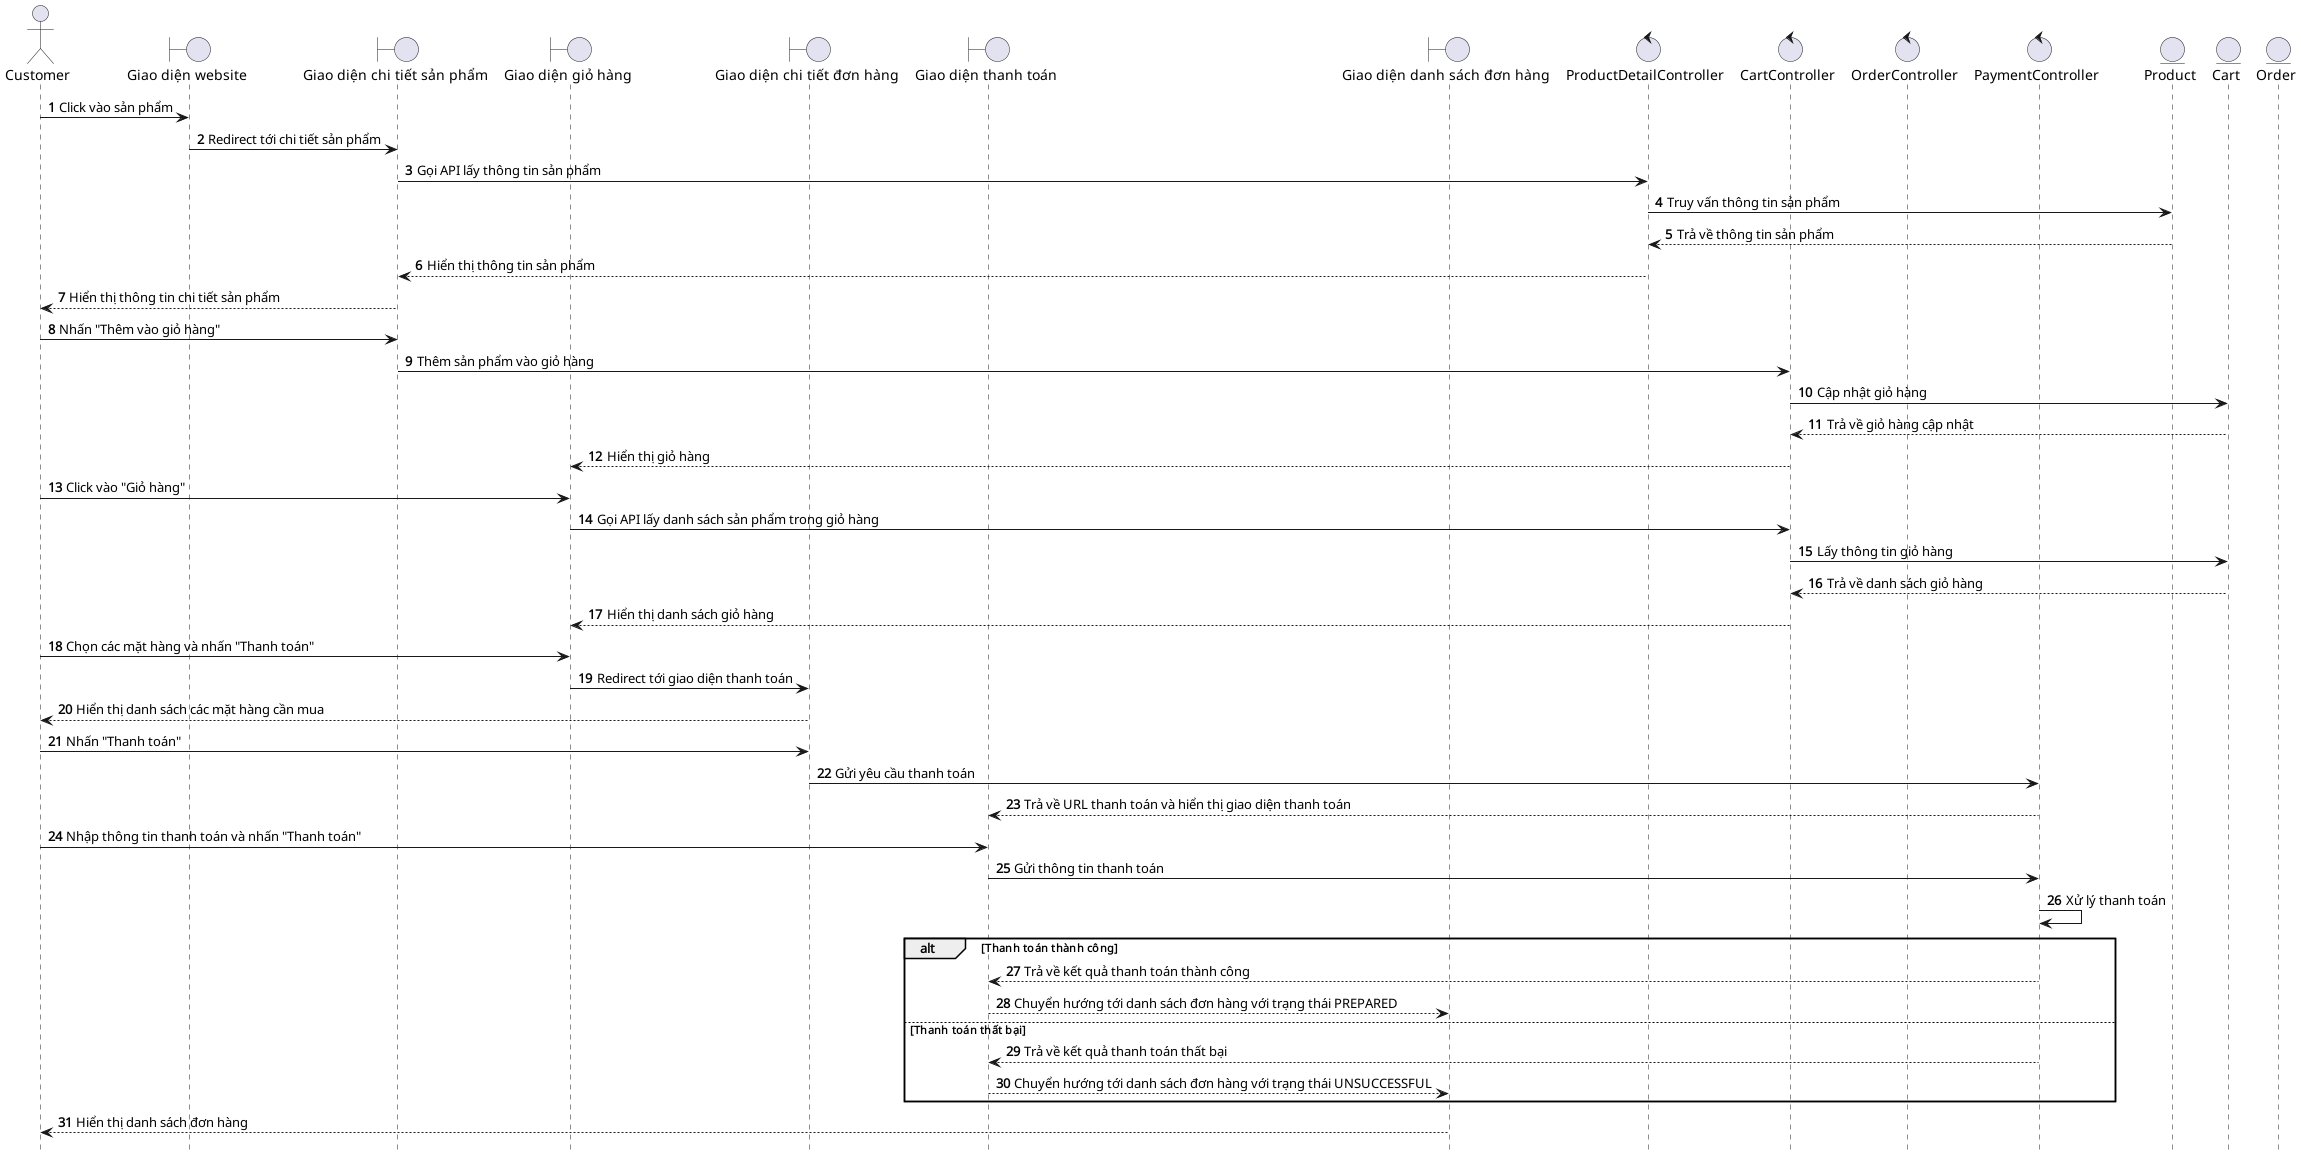 Customer
Giao diện website
Giao diện chi tiết sản phẩm
Giao diện giỏ hàng
Giao diện chi tiết đơn hàng
Giao diện thanh toán
Giao diện danh sách đơn hàng
ProductDetailController
CartController
OrderController
PaymentController
Product
Cart
Order
1 Click vào sản phẩm
2 Redirect tới chi tiết sản phẩm
3 Gọi API lấy thông tin sản phẩm
4 Truy vấn thông tin sản phẩm
5 Trả về thông tin sản phẩm
6 Hiển thị thông tin sản phẩm
7 Hiển thị thông tin chi tiết sản phẩm
8 Nhấn "Thêm vào giỏ hàng"
9 Thêm sản phẩm vào giỏ hàng
10 Cập nhật giỏ hàng
11 Trả về giỏ hàng cập nhật
12 Hiển thị giỏ hàng
13 Click vào "Giỏ hàng"
14 Gọi API lấy danh sách sản phẩm trong giỏ hàng
15 Lấy thông tin giỏ hàng
16 Trả về danh sách giỏ hàng
17 Hiển thị danh sách giỏ hàng
18 Chọn các mặt hàng và nhấn "Thanh toán"
19 Redirect tới giao diện thanh toán
20 Hiển thị danh sách các mặt hàng cần mua
21 Nhấn "Thanh toán"
22 Gửi yêu cầu thanh toán
23 Trả về URL thanh toán và hiển thị giao diện thanh toán
24 Nhập thông tin thanh toán và nhấn "Thanh toán"
25 Gửi thông tin thanh toán
26 Xử lý thanh toán
alt [Thanh toán thành công]
27 Trả về kết quả thanh toán thành công
28 Chuyển hướng tới danh sách đơn hàng với trạng thái PREPARED
[Thanh toán thất bại]
29 Trả về kết quả thanh toán thất bại
30 Chuyển hướng tới danh sách đơn hàng với trạng thái UNSUCCESSFUL
31 Hiển thị danh sách đơn hàng